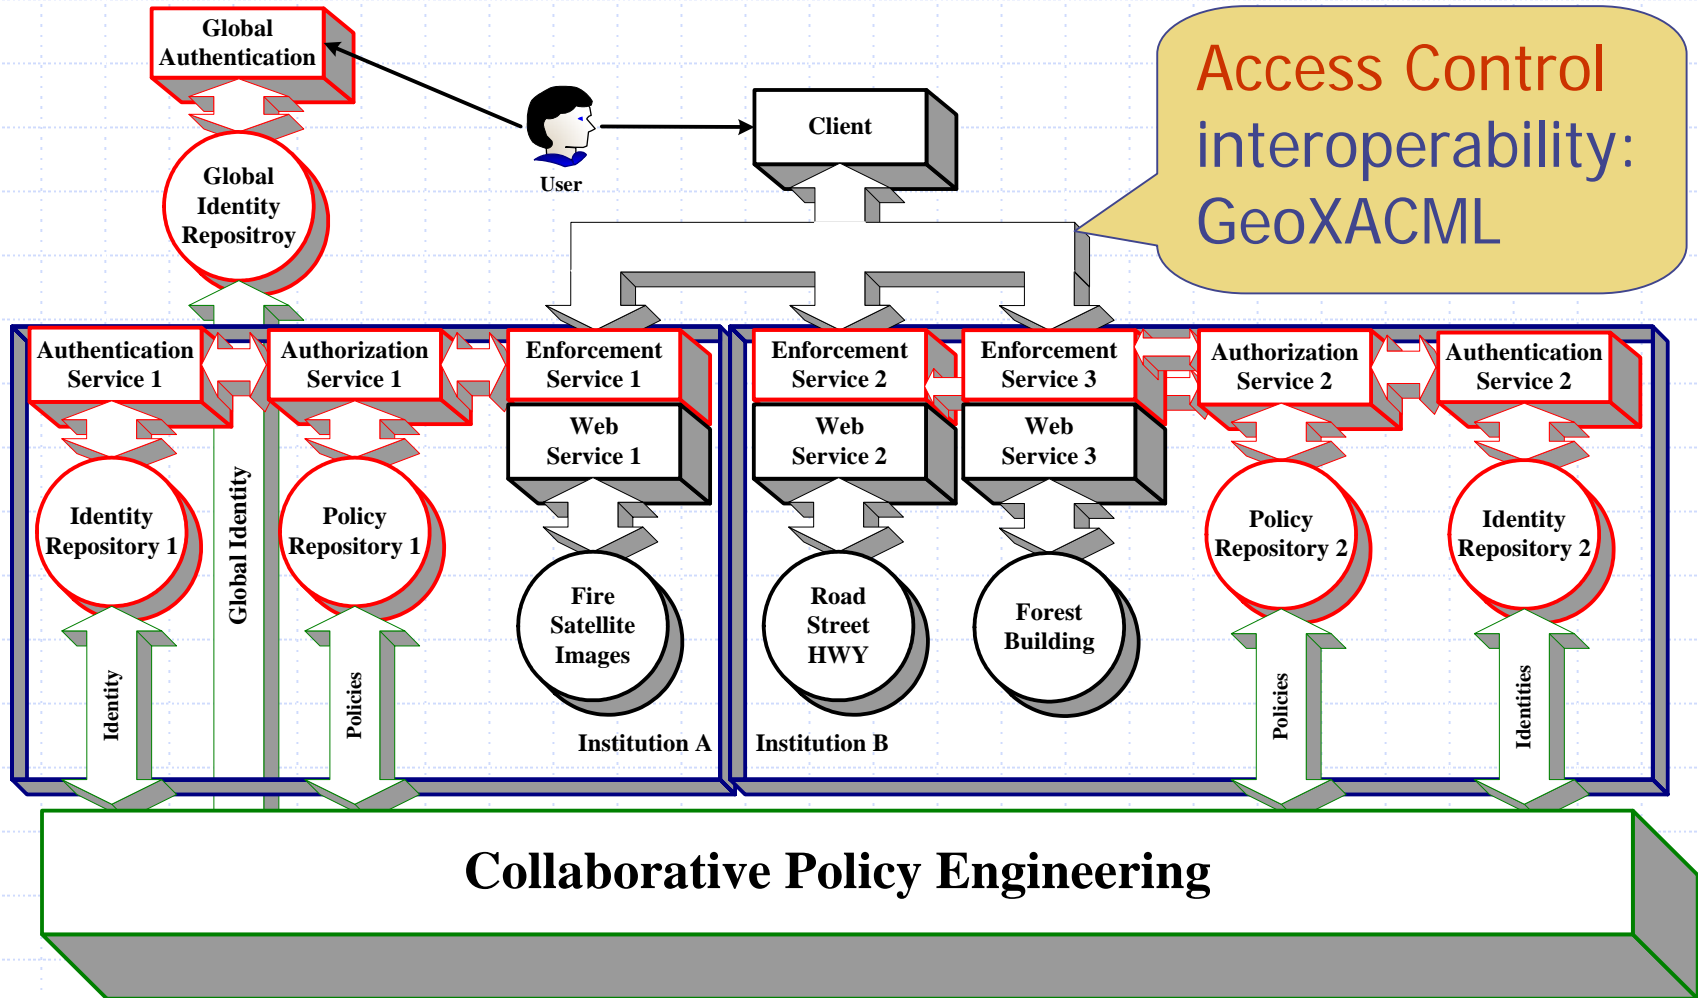 Global
Authentication
Client
Access Control
interoperability:
GeoXACML
User
Global
Identity
Repositroy
Authentication
Service 1
Authorization
Service 1
Enforcement
Service 1
Enforcement
Service 2
Enforcement
Service 3
Authorization
Service 2
Authentication
Service 2
Web
Service 1
Web
Service 2
Web
Service 3
Identity
Repository 1
Global Identity
Policy
Repository 1
Policy
Repository 2
Identity
Repository 2
Fire
Satellite
Images
Road
Street
HWY
Forest
Building
Identity
Policies
Policies
Identities
Institution A
Institution B
Collaborative Policy Engineering